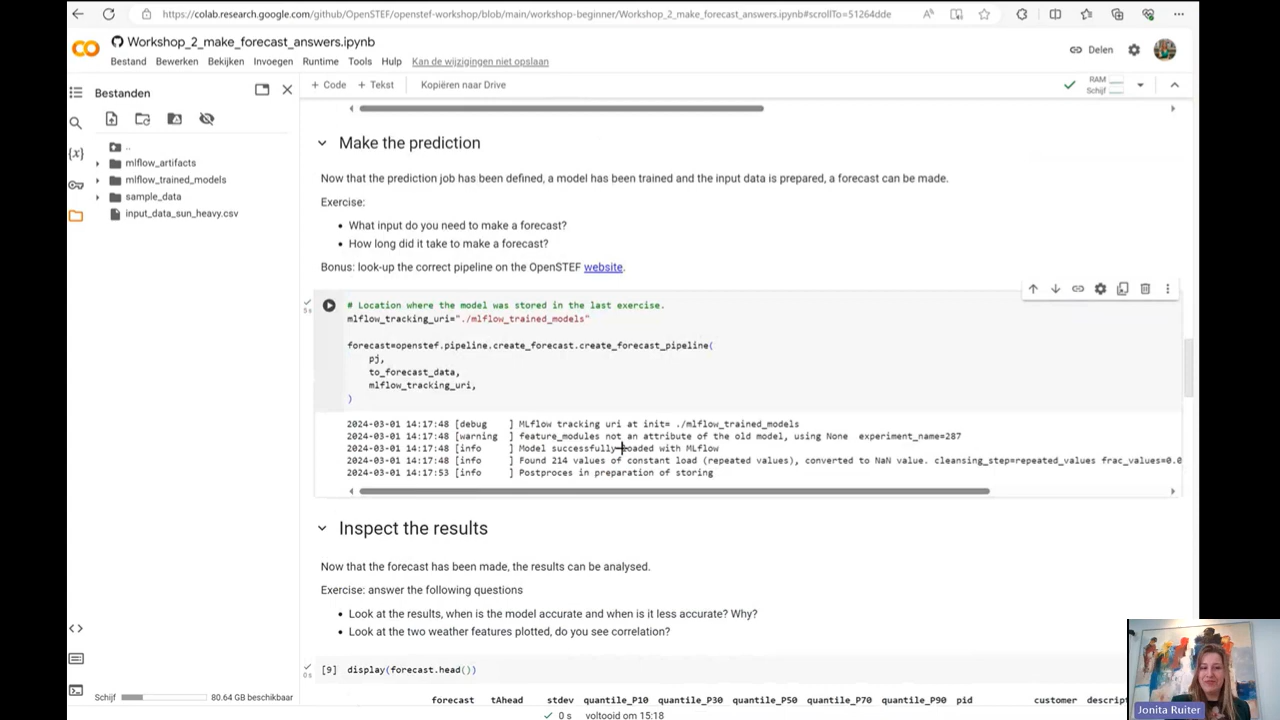 https://colab.research.google.com/github/OpenSTEF/openstef-workshop/blob/main/workshop-beginner/Workshop_2_make_forecast_answers.ipynb#scrollTo=51264dde
Workshop_2_make_forecast_answers.ipynb
Delen
Bestand Bewerken Bekijken Invoegen Runtime Tools Help Kan de wijzigingen niet opslaan
Bestanden
+ Code + Tekst Kopiëren naar Drive
RAM
Schijf
..
mlflow_artifacts
mlflow_trained_models
sample_data
input_data_sun_heavy.csv
Make the prediction
Now that the prediction job has been defined, a model has been trained and the input data is prepared, a forecast can be made.
Exercise:
• What input do you need to make a forecast?
• How long did it take to make a forecast?
Bonus: look-up the correct pipeline on the OpenSTEF website.
5s
# Location where the model was stored in the last exercise.
mlflow_tracking_uri="./mlflow_trained_models"
forecast=openstef.pipeline.create_forecast.create_forecast_pipeline(
pj,
to_forecast_data,
mlflow_tracking_uri,
)
2024-03-01 14:17:48 [debug ] MLflow tracking uri at init= ./mlflow_trained_models
2024-03-01 14:17:48 [warning ] feature_modules not an attribute of the old model, using None experiment_name=287
2024-03-01 14:17:48 [info ] Model successfully loaded with MLflow
2024-03-01 14:17:48 [info ] Found 214 values of constant load (repeated values), converted to NaN value. cleansing_step=repeated_values frac_values=0.0
2024-03-01 14:17:53 [info ] Postproces in preparation of storing
Inspect the results
Now that the forecast has been made, the results can be analysed.
Exercise: answer the following questions
• Look at the results, when is the model accurate and when is it less accurate? Why?
• Look at the two weather features plotted, do you see correlation?
0s
[9] display(forecast.head())
forecast tAhead stdev quantile_P10 quantile_P30 quantile_P50 quantile_P70 quantile_P90 pid customer descript
Schijf 80.64 GB beschikbaar
0 s voltooid om 15:18
Jonita Ruiter